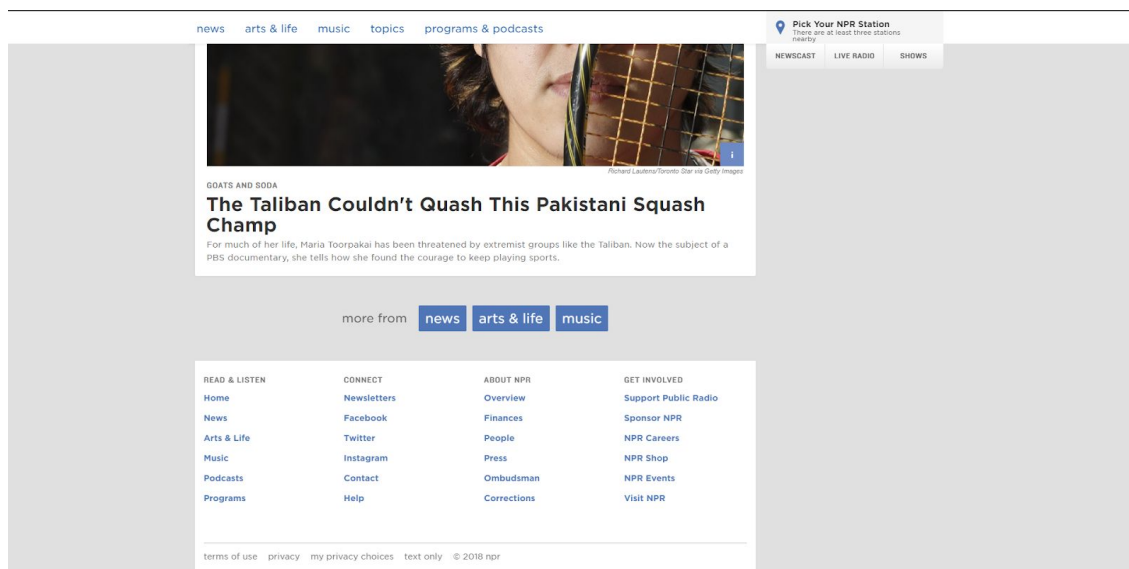 news arts & life music topics programs & podcasts
Pick Your NPR Station
There are at least three stations
nearby
NEWSCAST LIVE RADIO SHOWS
i
Richard Lautens/Toronto Star via Getty Images
GOATS AND SODA
The Taliban Couldn't Quash This Pakistani Squash
Champ
For much of her life, Maria Toorpakai has been threatened by extremist groups like the Taliban. Now the subject of a
PBS documentary, she tells how she found the courage to keep playing sports.
more from news arts & life music
READ & LISTEN CONNECT ABOUT NPR GET INVOLVED
Home Newsletters Overview Support Public Radio
News Facebook Finances Sponsor NPR
Arts & Life Twitter People NPR Careers
Music Instagram Press NPR Shop
Podcasts Contact Ombudsman NPR Events
Programs Help Corrections Visit NPR
terms of use privacy my privacy choices text only © 2018 npr